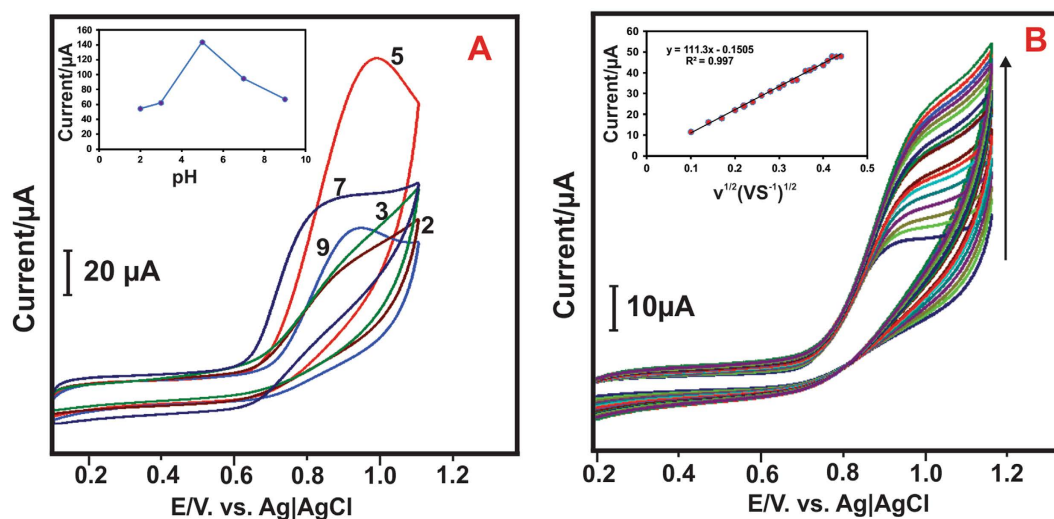 A
Current/µA
160
140
120
100
80
60
40
20
0
0 2 4 6 8 10
pH
5
7
3
2
9
20 µA
Current/µA
0.2 0.4 0.6 0.8 1.0 1.2
E/V. vs. Ag|AgCl
B
Current/µA
60
50
40
30
20
10
0
y = 111.3x - 0.1505
R² = 0.997
0 0.1 0.2 0.3 0.4 0.5
v^1/2(VS^-1)^1/2
10µA
Current/µA
0.2 0.4 0.6 0.8 1.0 1.2
E/V. vs. Ag|AgCl